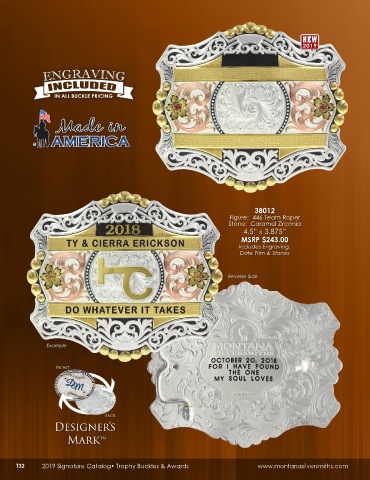 NEW
2019
ENGRAVING
INCLUDED
IN ALL BUCKLE PRICING
Made in
AMERICA
38012
Figure: 446 Team Roper
Stone: Caramel Zirconia
4.5" x 3.875"
MSRP $243.00
Includes Engraving,
Date Trim & Stones
2018
TY & CIERRA ERICKSON
TC
DO WHATEVER IT TAKES
Example
Reverse Side
MONTANA
OCTOBER 20, 2018
FOR I HAVE FOUND
THE ONE
MY SOUL LOVES
FRONT
DM
BACK
DESIGNER'S
MARK™
132 2019 Signature Catalog• Trophy Buckles & Awards www.montanasilversmiths.com